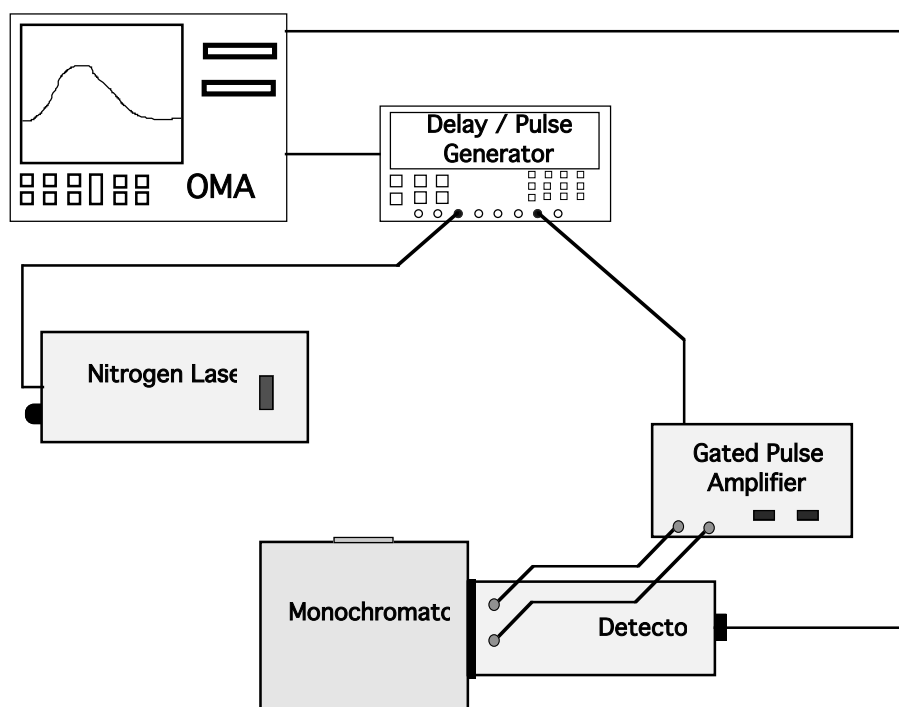 Delay / Pulse
Generator
OMA
Nitrogen Lase
Gated Pulse
Amplifier
Monochromatc
Detecto